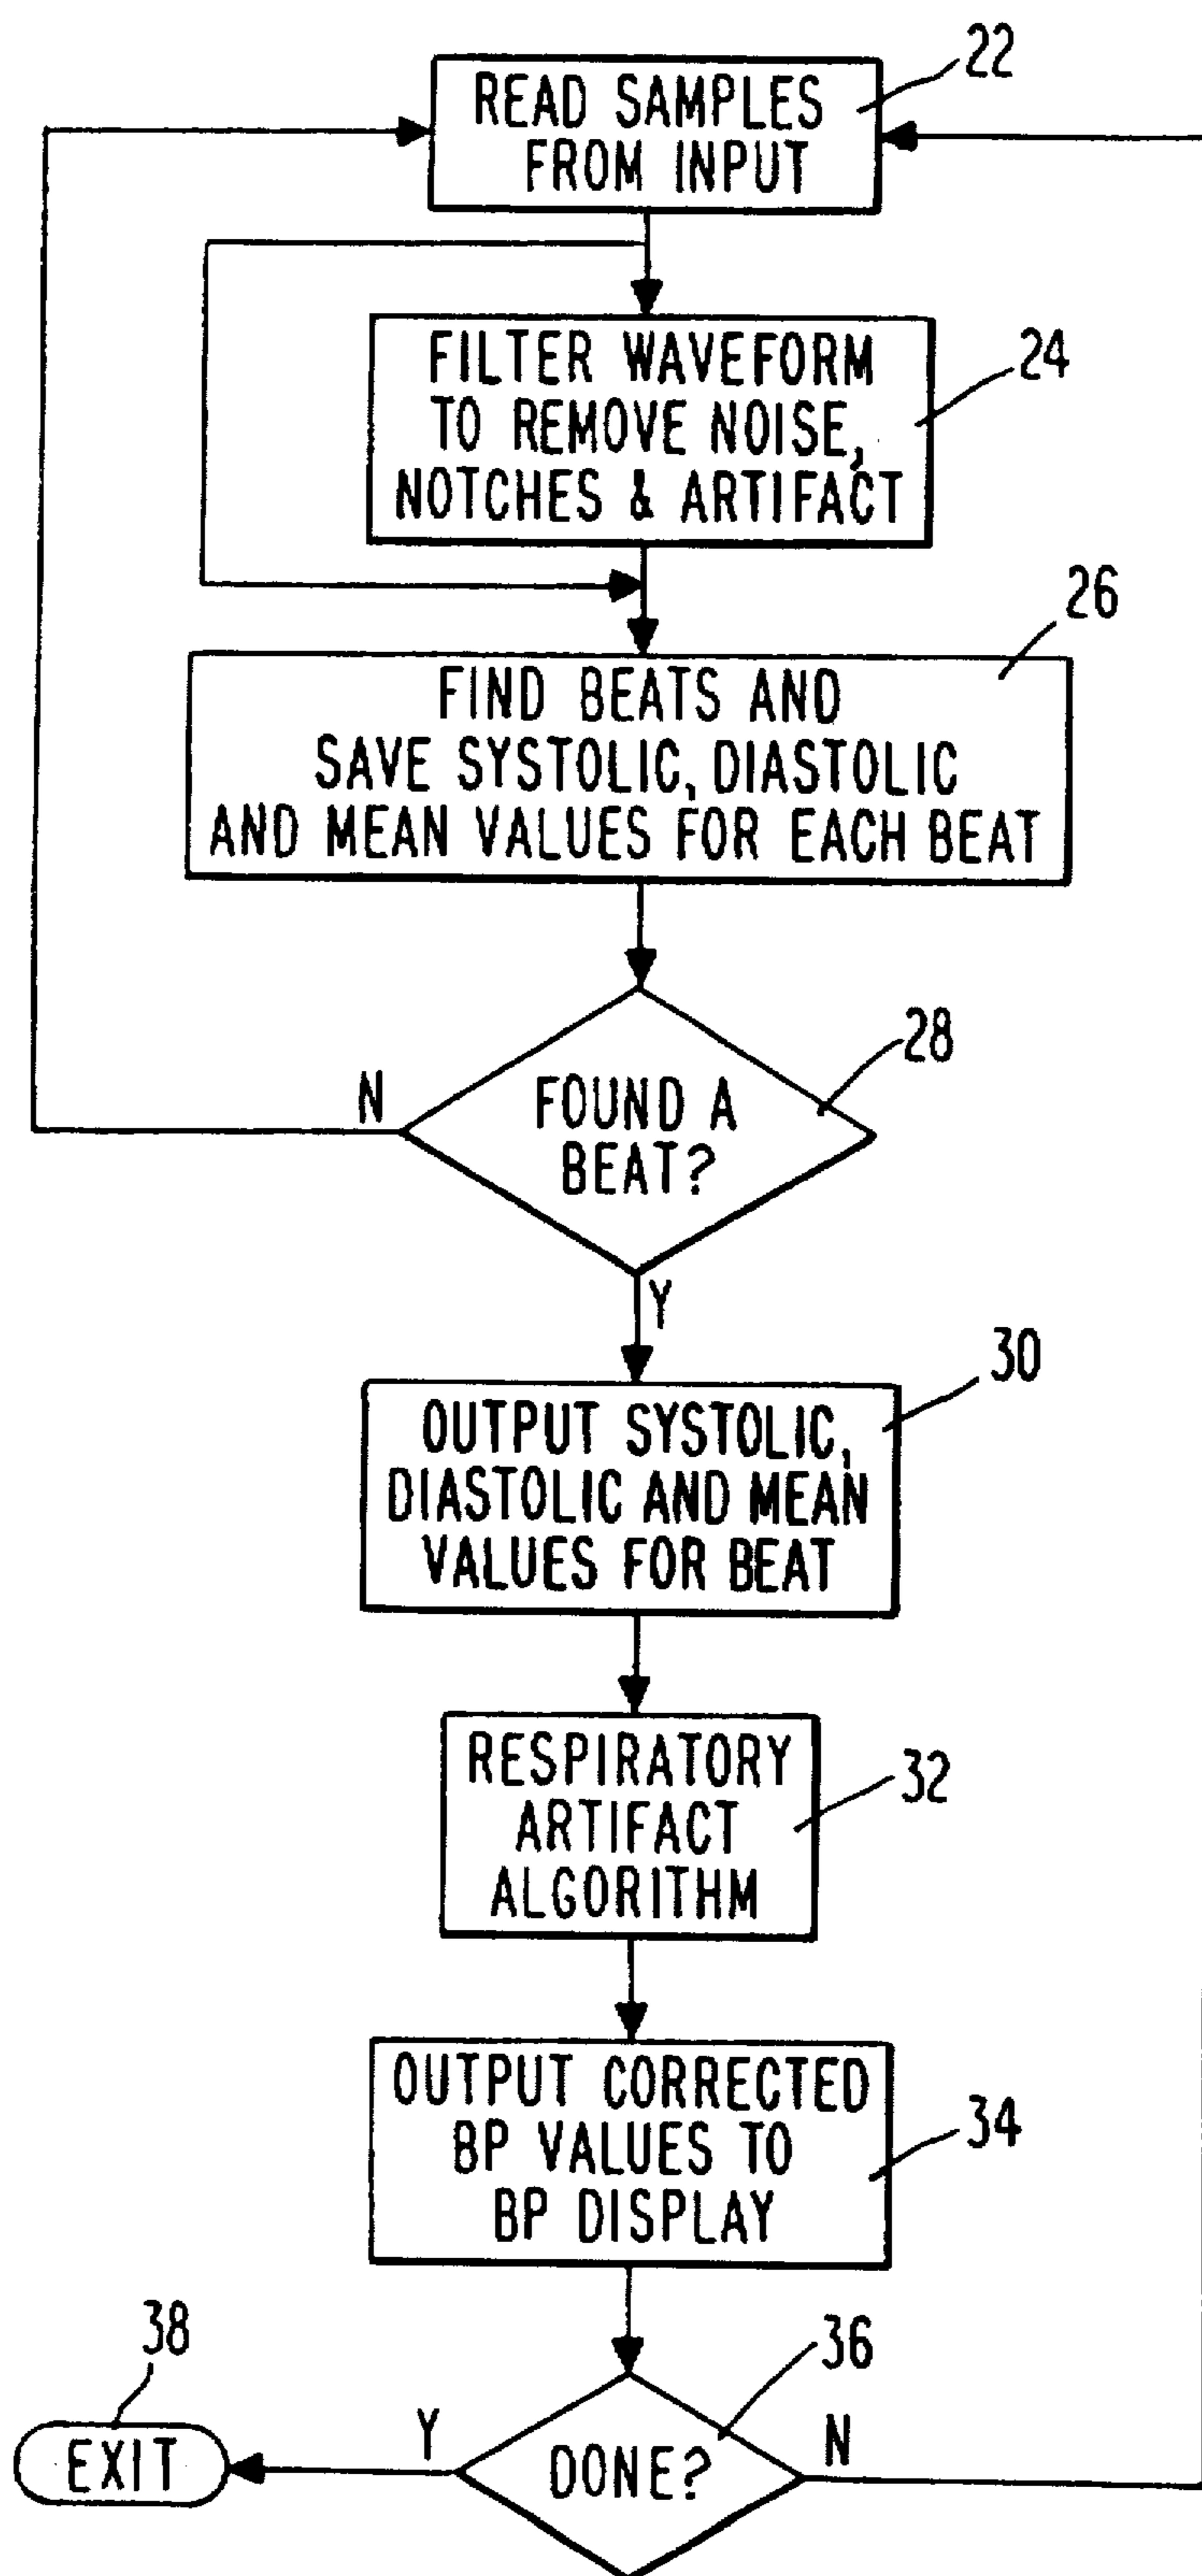 22
READ SAMPLES
FROM INPUT
24
FILTER WAVEFORM
TO REMOVE NOISE,
NOTCHES & ARTIFACT
26
FIND BEATS AND
SAVE SYSTOLIC, DIASTOLIC
AND MEAN VALUES FOR EACH BEAT
28
N
FOUND A
BEAT?
Y
30
OUTPUT SYSTOLIC,
DIASTOLIC AND MEAN
VALUES FOR BEAT
32
RESPIRATORY
ARTIFACT
ALGORITHM
34
OUTPUT CORRECTED
BP VALUES TO
BP DISPLAY
36
38
Y
N
EXIT
DONE?